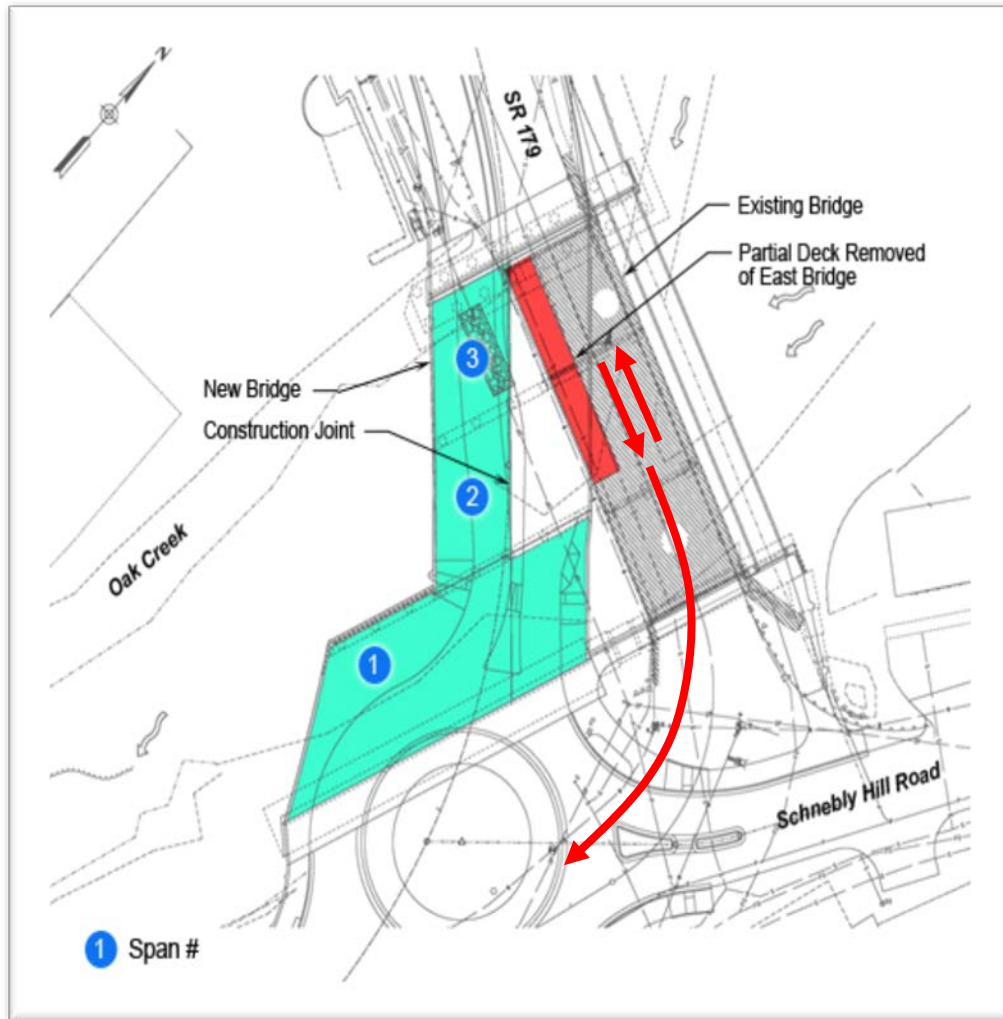 N
SR 179
Existing Bridge
Partial Deck Removed
of East Bridge
3
New Bridge
Construction Joint
2
Oak Creek
1
Schnebly Hill Road
1 Span #